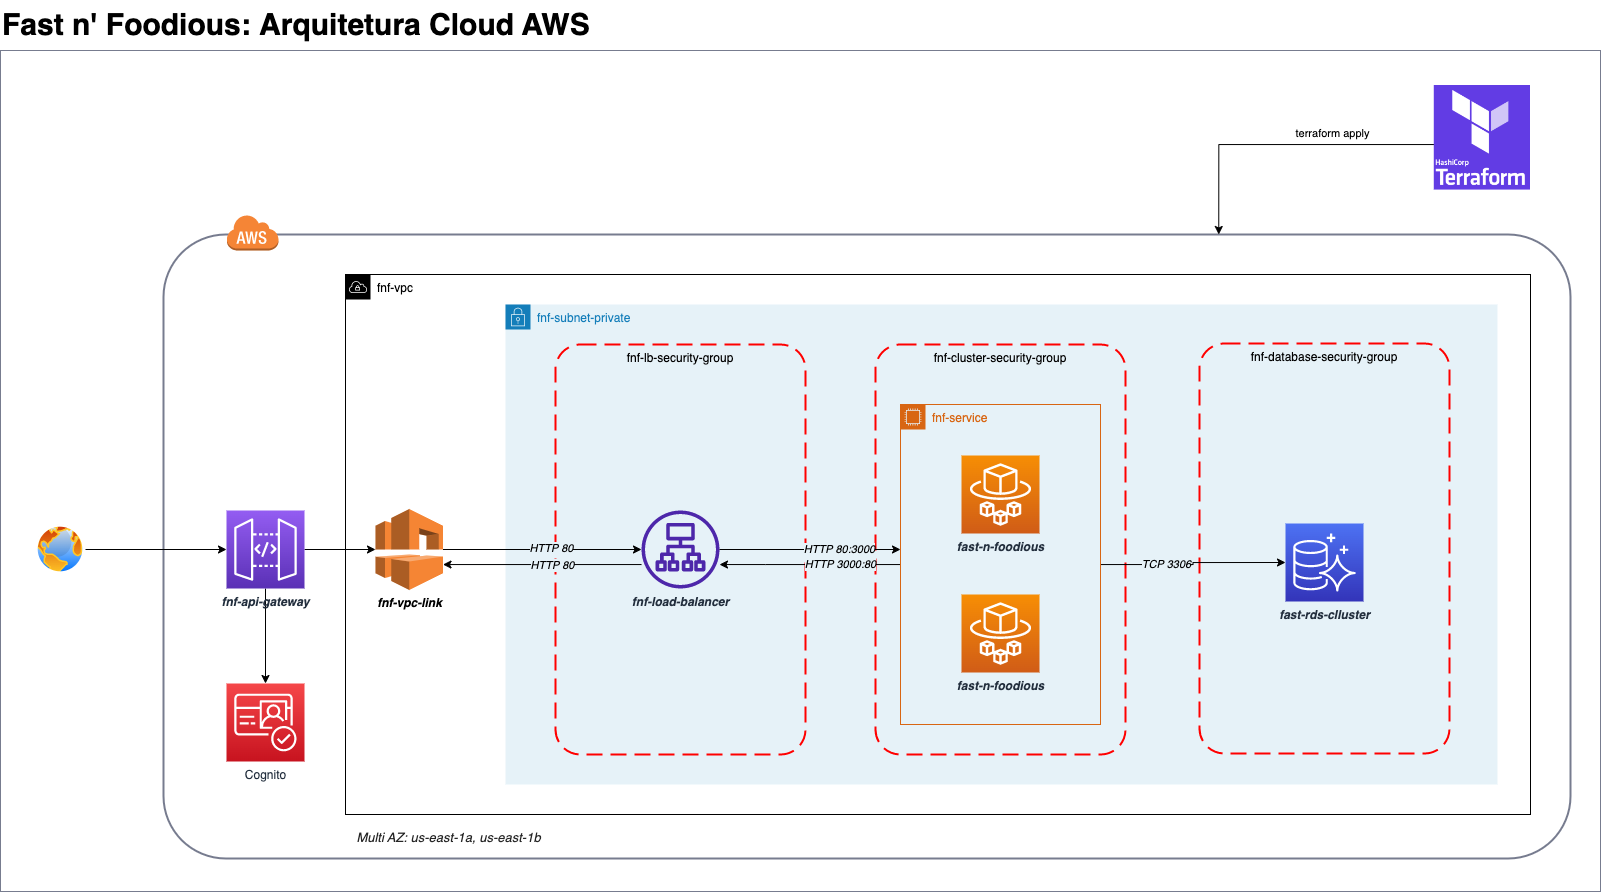 Fast n' Foodious: Arquitetura Cloud AWS
terraform apply
HashiCorp
Terraform
AWS
fnf-vpc
fnf-subnet-private
fnf-lb-security-group
fnf-cluster-security-group
fnf-database-security-group
fnf-service
fast-n-foodious
HTTP 80
HTTP 80
HTTP 80:3000
HTTP 3000:80
TCP 3306
fnf-api-gateway
fnf-vpc-link
fnf-load-balancer
fast-rds-clluster
fast-n-foodious
Cognito
Multi AZ: us-east-1a, us-east-1b